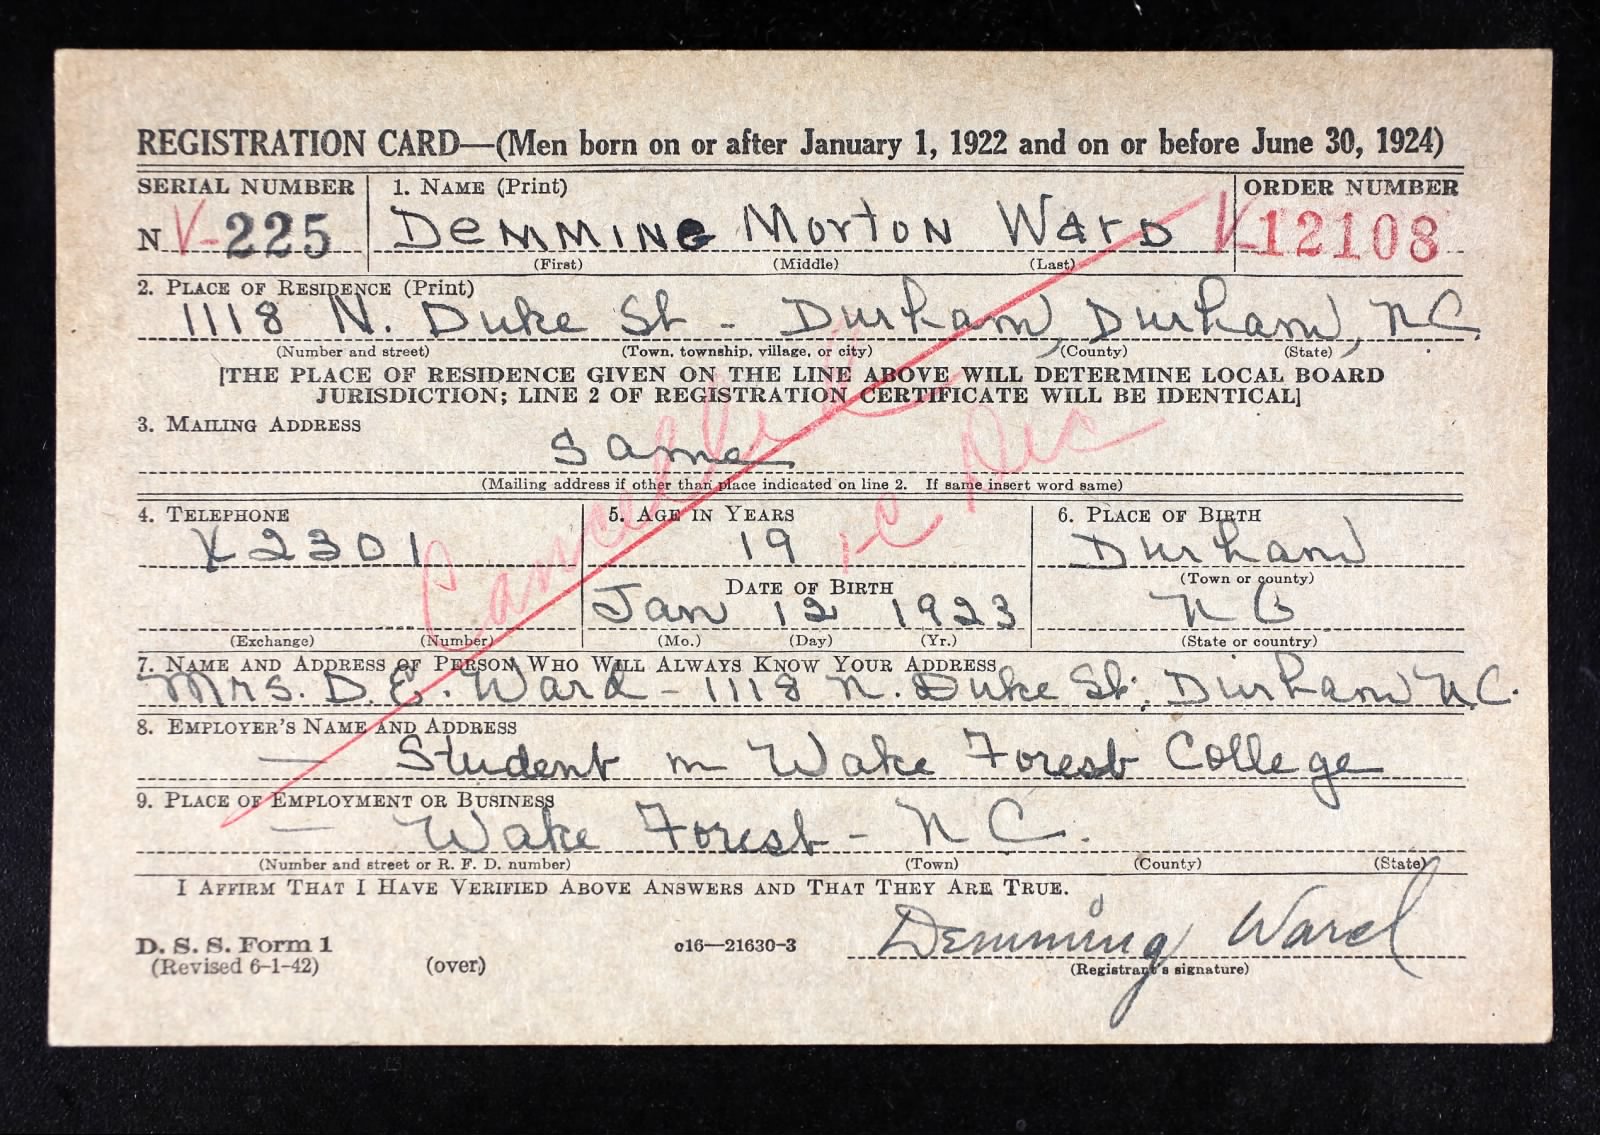 REGISTRATION CARD—(Men born on or after January 1, 1922 and on or before June 30, 1924)
SERIAL NUMBER 1. NAME (Print) ORDER NUMBER
N V-225 Demming Morton Ward V 12108
(First) (Middle) (Last)
2. PLACE OF RESIDENCE (Print)
1118 N. Duke St - Durham, Durham, N C.
(Number and street) (Town, township, village, or city) (County) (State)
[THE PLACE OF RESIDENCE GIVEN ON THE LINE ABOVE WILL DETERMINE LOCAL BOARD
JURISDICTION; LINE 2 OF REGISTRATION CERTIFICATE WILL BE IDENTICAL]
3. MAILING ADDRESS
Same
(Mailing address if other than place indicated on line 2. If same insert word same)
Cancelled
4. TELEPHONE 5. AGE IN YEARS 6. PLACE OF BIRTH
X2301 19 Durham
DATE OF BIRTH (Town or county)
Jan 12 1923 N C
(Exchange) (Number) (Mo.) (Day) (Yr.) (State or country)
7. NAME AND ADDRESS OF PERSON WHO WILL ALWAYS KNOW YOUR ADDRESS
Mrs. D. E. Ward - 1118 N. Duke St; Durham N.C.
8. EMPLOYER'S NAME AND ADDRESS
— Student in Wake Forest College
9. PLACE OF EMPLOYMENT OR BUSINESS
— Wake Forest - N C.
(Number and street or R. F. D. number) (Town) (County) (State)
I AFFIRM THAT I HAVE VERIFIED ABOVE ANSWERS AND THAT THEY ARE TRUE.
D. S. S. Form 1 c16—21630-3 Demming Ward
(Revised 6-1-42) (over) (Registrant's signature)